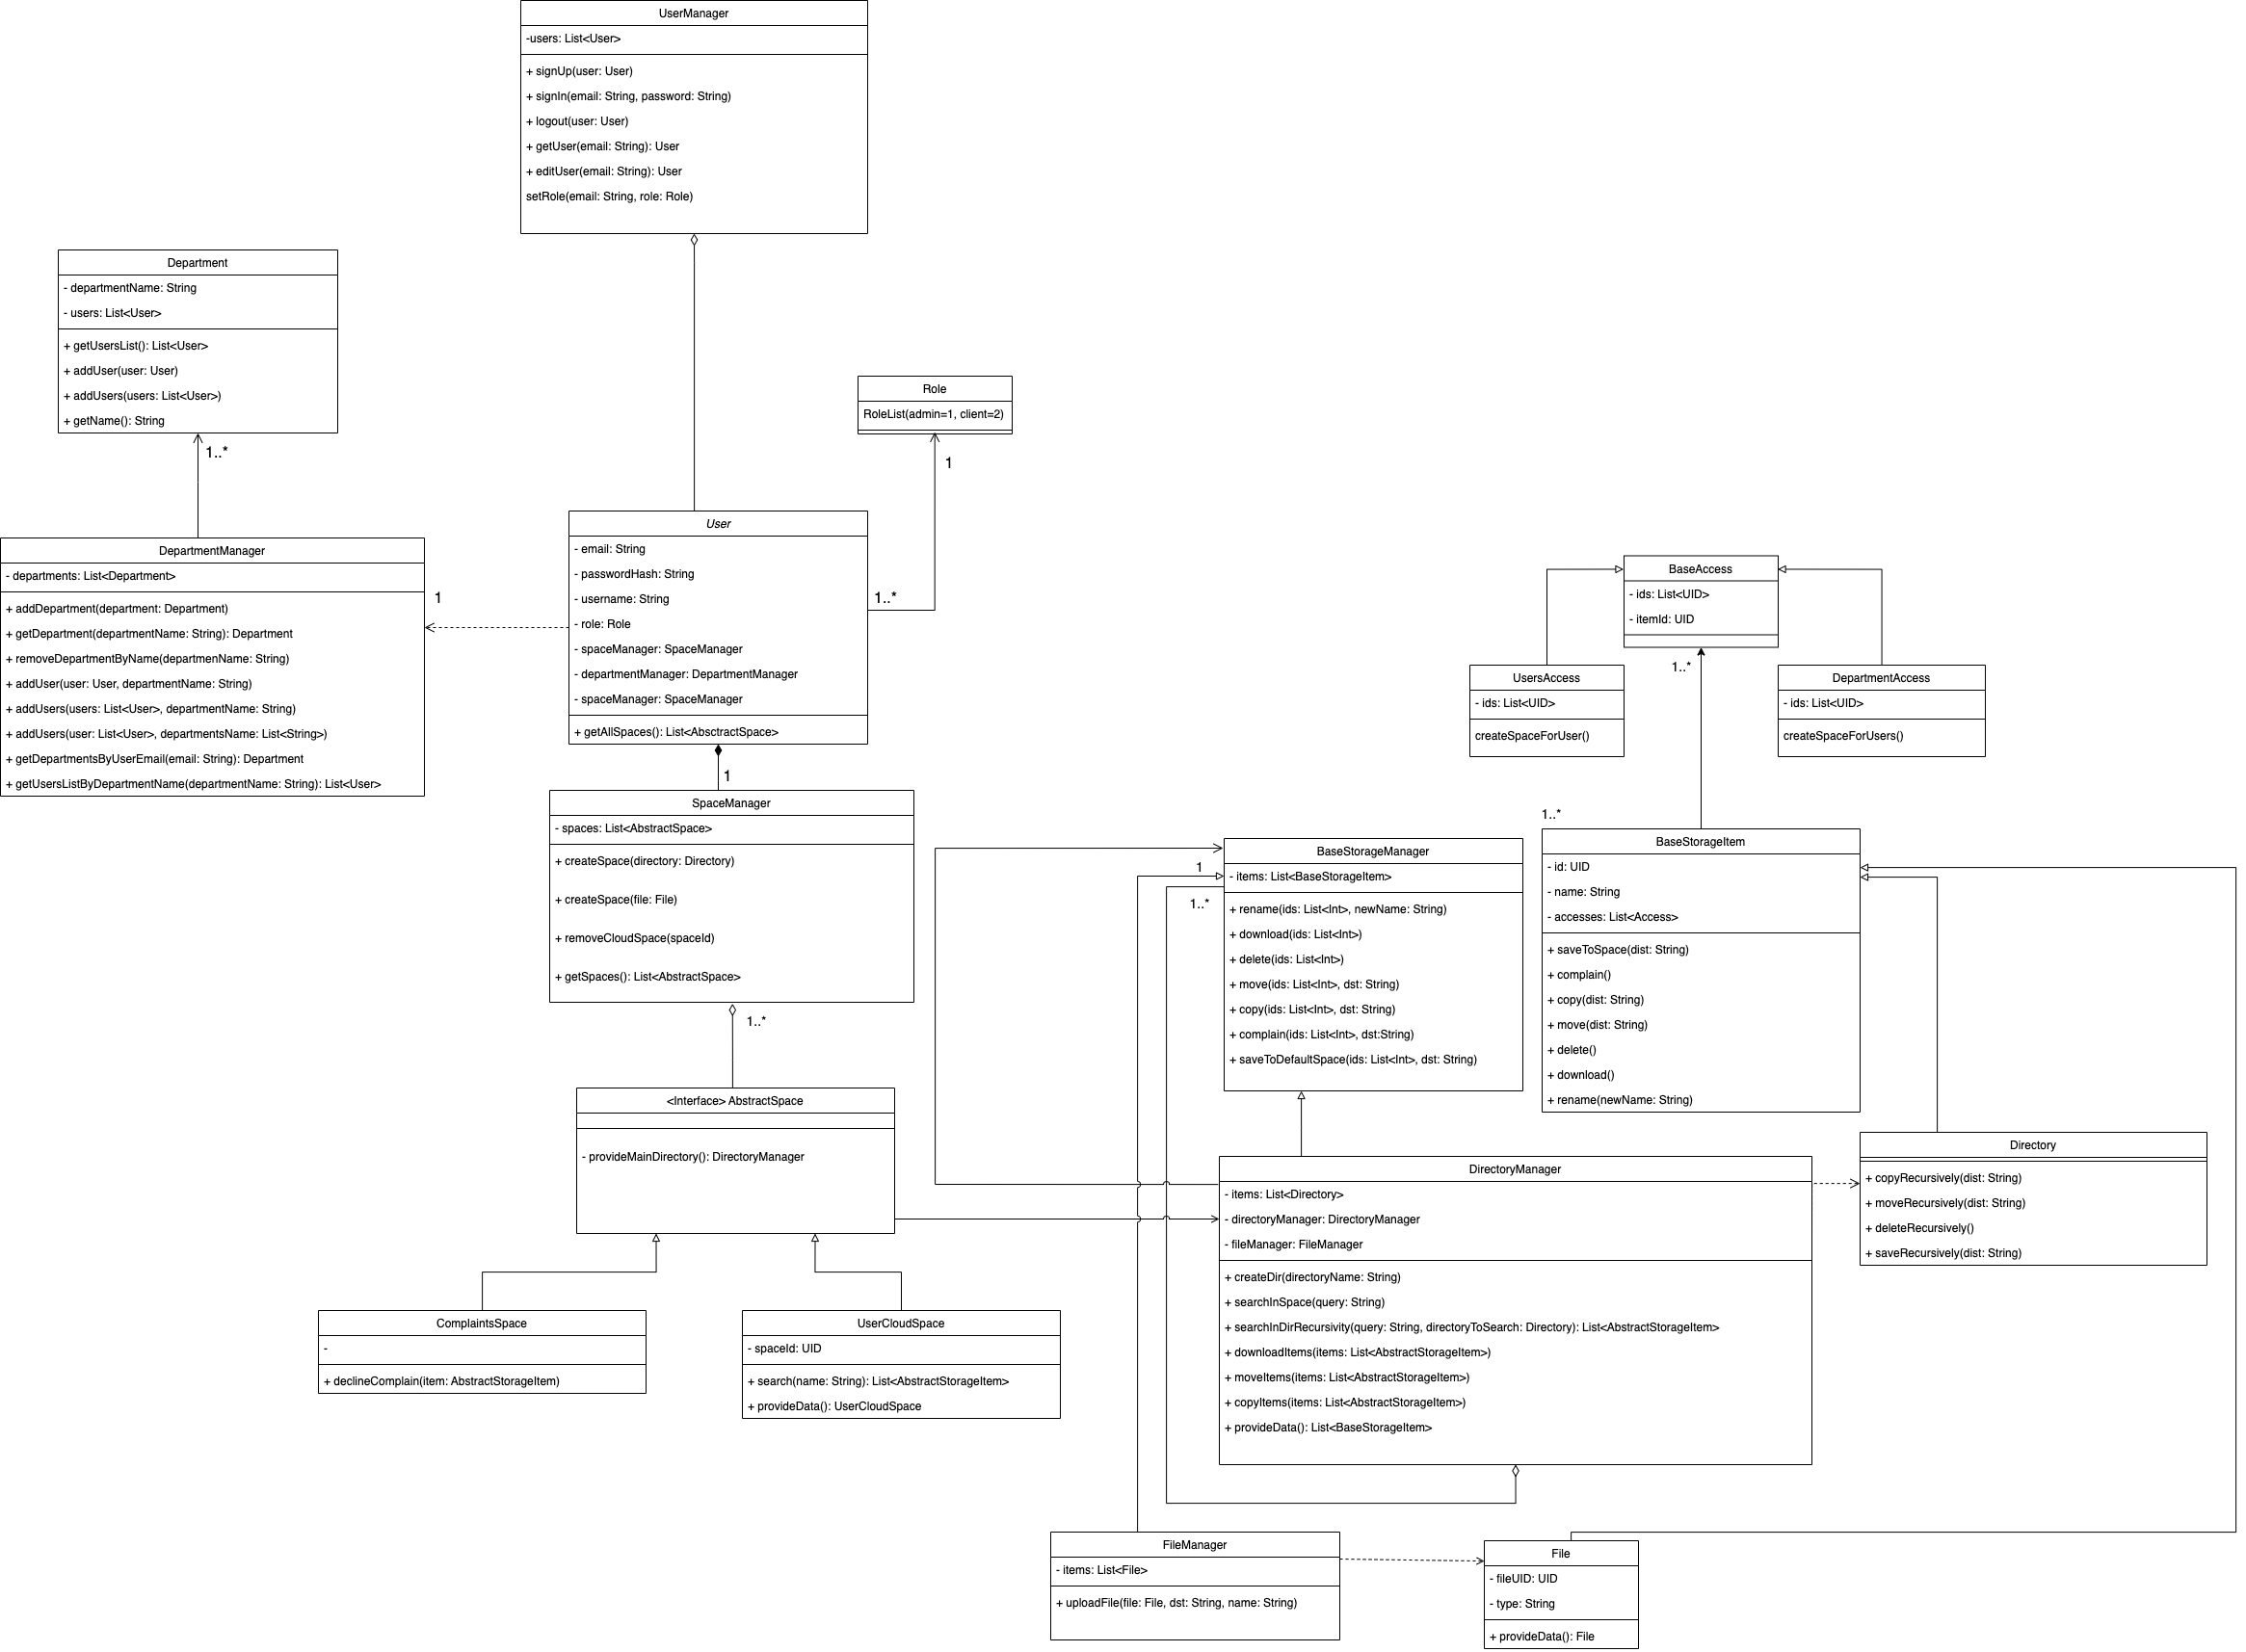 UserManager
-users: List<User>
+ signUp(user: User)
+ signIn(email: String, password: String)
+ logout(user: User)
+ getUser(email: String): User
+ editUser(email: String): User
setRole(email: String, role: Role)
Department
- departmentName: String
- users: List<User>
+ getUsersList(): List<User>
+ addUser(user: User)
+ addUsers(users: List<User>)
+ getName(): String
1..*
Role
RoleList(admin=1, client=2)
1
DepartmentManager
- departments: List<Department>
+ addDepartment(department: Department)
+ getDepartment(departmentName: String): Department
+ removeDepartmentByName(departmenName: String)
+ addUser(user: User, departmentName: String)
+ addUsers(users: List<User>, departmentName: String)
+ addUsers(user: List<User>, departmentsName: List<String>)
+ getDepartmentsByUserEmail(email: String): Department
+ getUsersListByDepartmentName(departmentName: String): List<User>
1
User
- email: String
- passwordHash: String
- username: String
- role: Role
- spaceManager: SpaceManager
- departmentManager: DepartmentManager
- spaceManager: SpaceManager
+ getAllSpaces(): List<AbsctractSpace>
1..*
1
BaseAccess
- ids: List<UID>
- itemId: UID
1..*
UsersAccess
- ids: List<UID>
createSpaceForUser()
DepartmentAccess
- ids: List<UID>
createSpaceForUsers()
SpaceManager
- spaces: List<AbstractSpace>
+ createSpace(directory: Directory)
+ createSpace(file: File)
+ removeCloudSpace(spaceId)
+ getSpaces(): List<AbstractSpace>
1..*
1..*
BaseStorageManager
- items: List<BaseStorageItem>
+ rename(ids: List<Int>, newName: String)
+ download(ids: List<Int>)
+ delete(ids: List<Int>)
+ move(ids: List<Int>, dst: String)
+ copy(ids: List<Int>, dst: String)
+ complain(ids: List<Int>, dst:String)
+ saveToDefaultSpace(ids: List<Int>, dst: String)
1
1..*
BaseStorageItem
- id: UID
- name: String
- accesses: List<Access>
+ saveToSpace(dist: String)
+ complain()
+ copy(dist: String)
+ move(dist: String)
+ delete()
+ download()
+ rename(newName: String)
<Interface> AbstractSpace
- provideMainDirectory(): DirectoryManager
DirectoryManager
- items: List<Directory>
- directoryManager: DirectoryManager
- fileManager: FileManager
+ createDir(directoryName: String)
+ searchInSpace(query: String)
+ searchInDirRecursivity(query: String, directoryToSearch: Directory): List<AbstractStorageItem>
+ downloadItems(items: List<AbstractStorageItem>)
+ moveItems(items: List<AbstractStorageItem>)
+ copyItems(items: List<AbstractStorageItem>)
+ provideData(): List<BaseStorageItem>
Directory
+ copyRecursively(dist: String)
+ moveRecursively(dist: String)
+ deleteRecursively()
+ saveRecursively(dist: String)
ComplaintsSpace
-
+ declineComplain(item: AbstractStorageItem)
UserCloudSpace
- spaceId: UID
+ search(name: String): List<AbstractStorageItem>
+ provideData(): UserCloudSpace
FileManager
- items: List<File>
+ uploadFile(file: File, dst: String, name: String)
File
- fileUID: UID
- type: String
+ provideData(): File